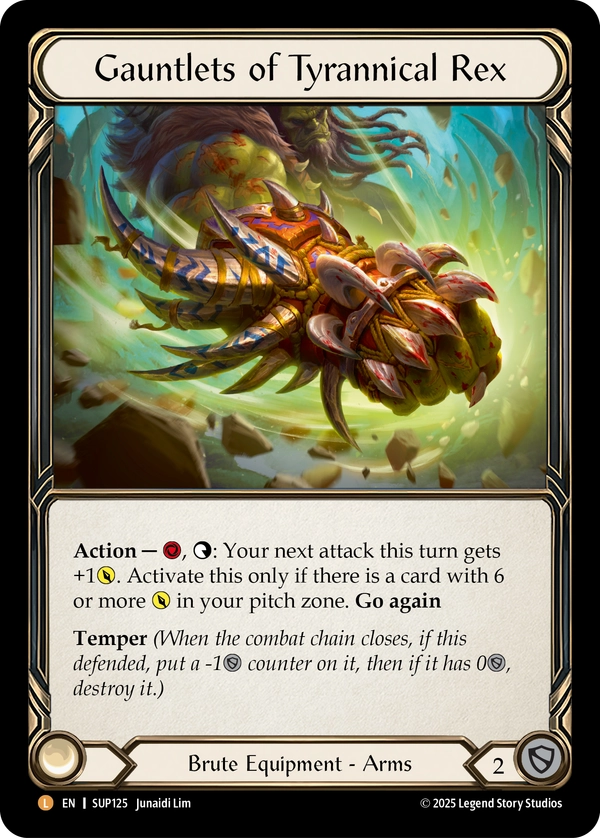 Gauntlets of Tyrannical Rex
Action — , : Your next attack this turn gets
+1. Activate this only if there is a card with 6
or more in your pitch zone. Go again
Temper (When the combat chain closes, if this
defended, put a -1 counter on it, then if it has 0,
destroy it.)
Brute Equipment - Arms
2
L EN | SUP125 Junaidi Lim
© 2025 Legend Story Studios